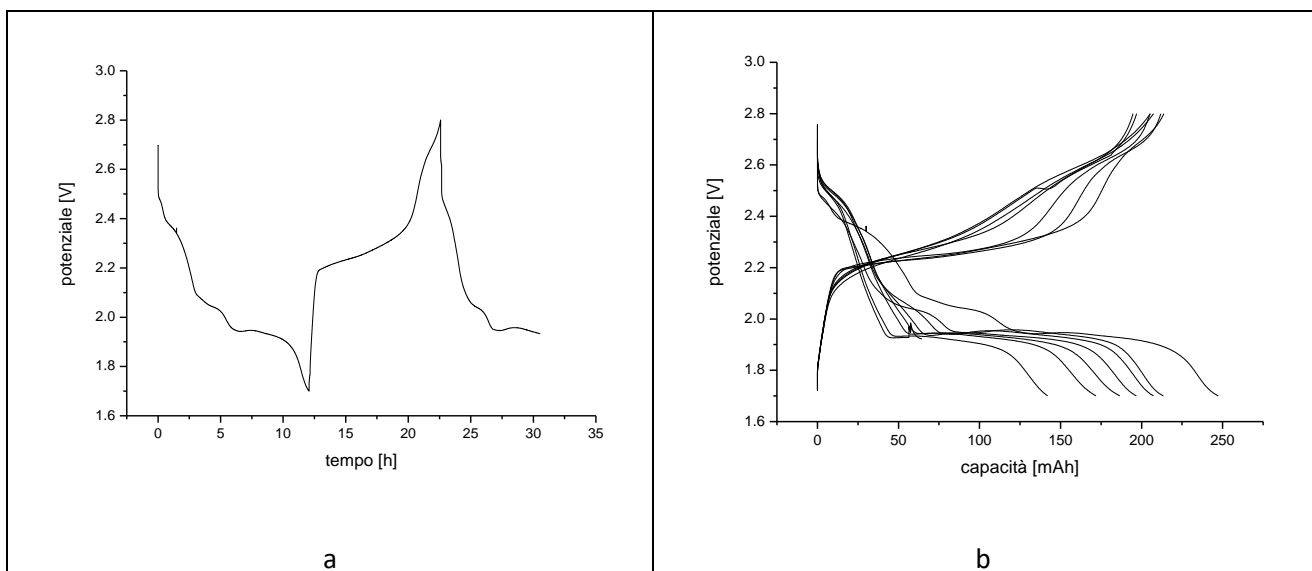 3.0
2.8
2.6
2.4
2.2
2.0
1.8
1.6
potenziale [V]
0 5 10 15 20 25 30 35
tempo [h]
a
3.0
2.8
2.6
2.4
2.2
2.0
1.8
1.6
potenziale [V]
0 50 100 150 200 250
capacità [mAh]
b